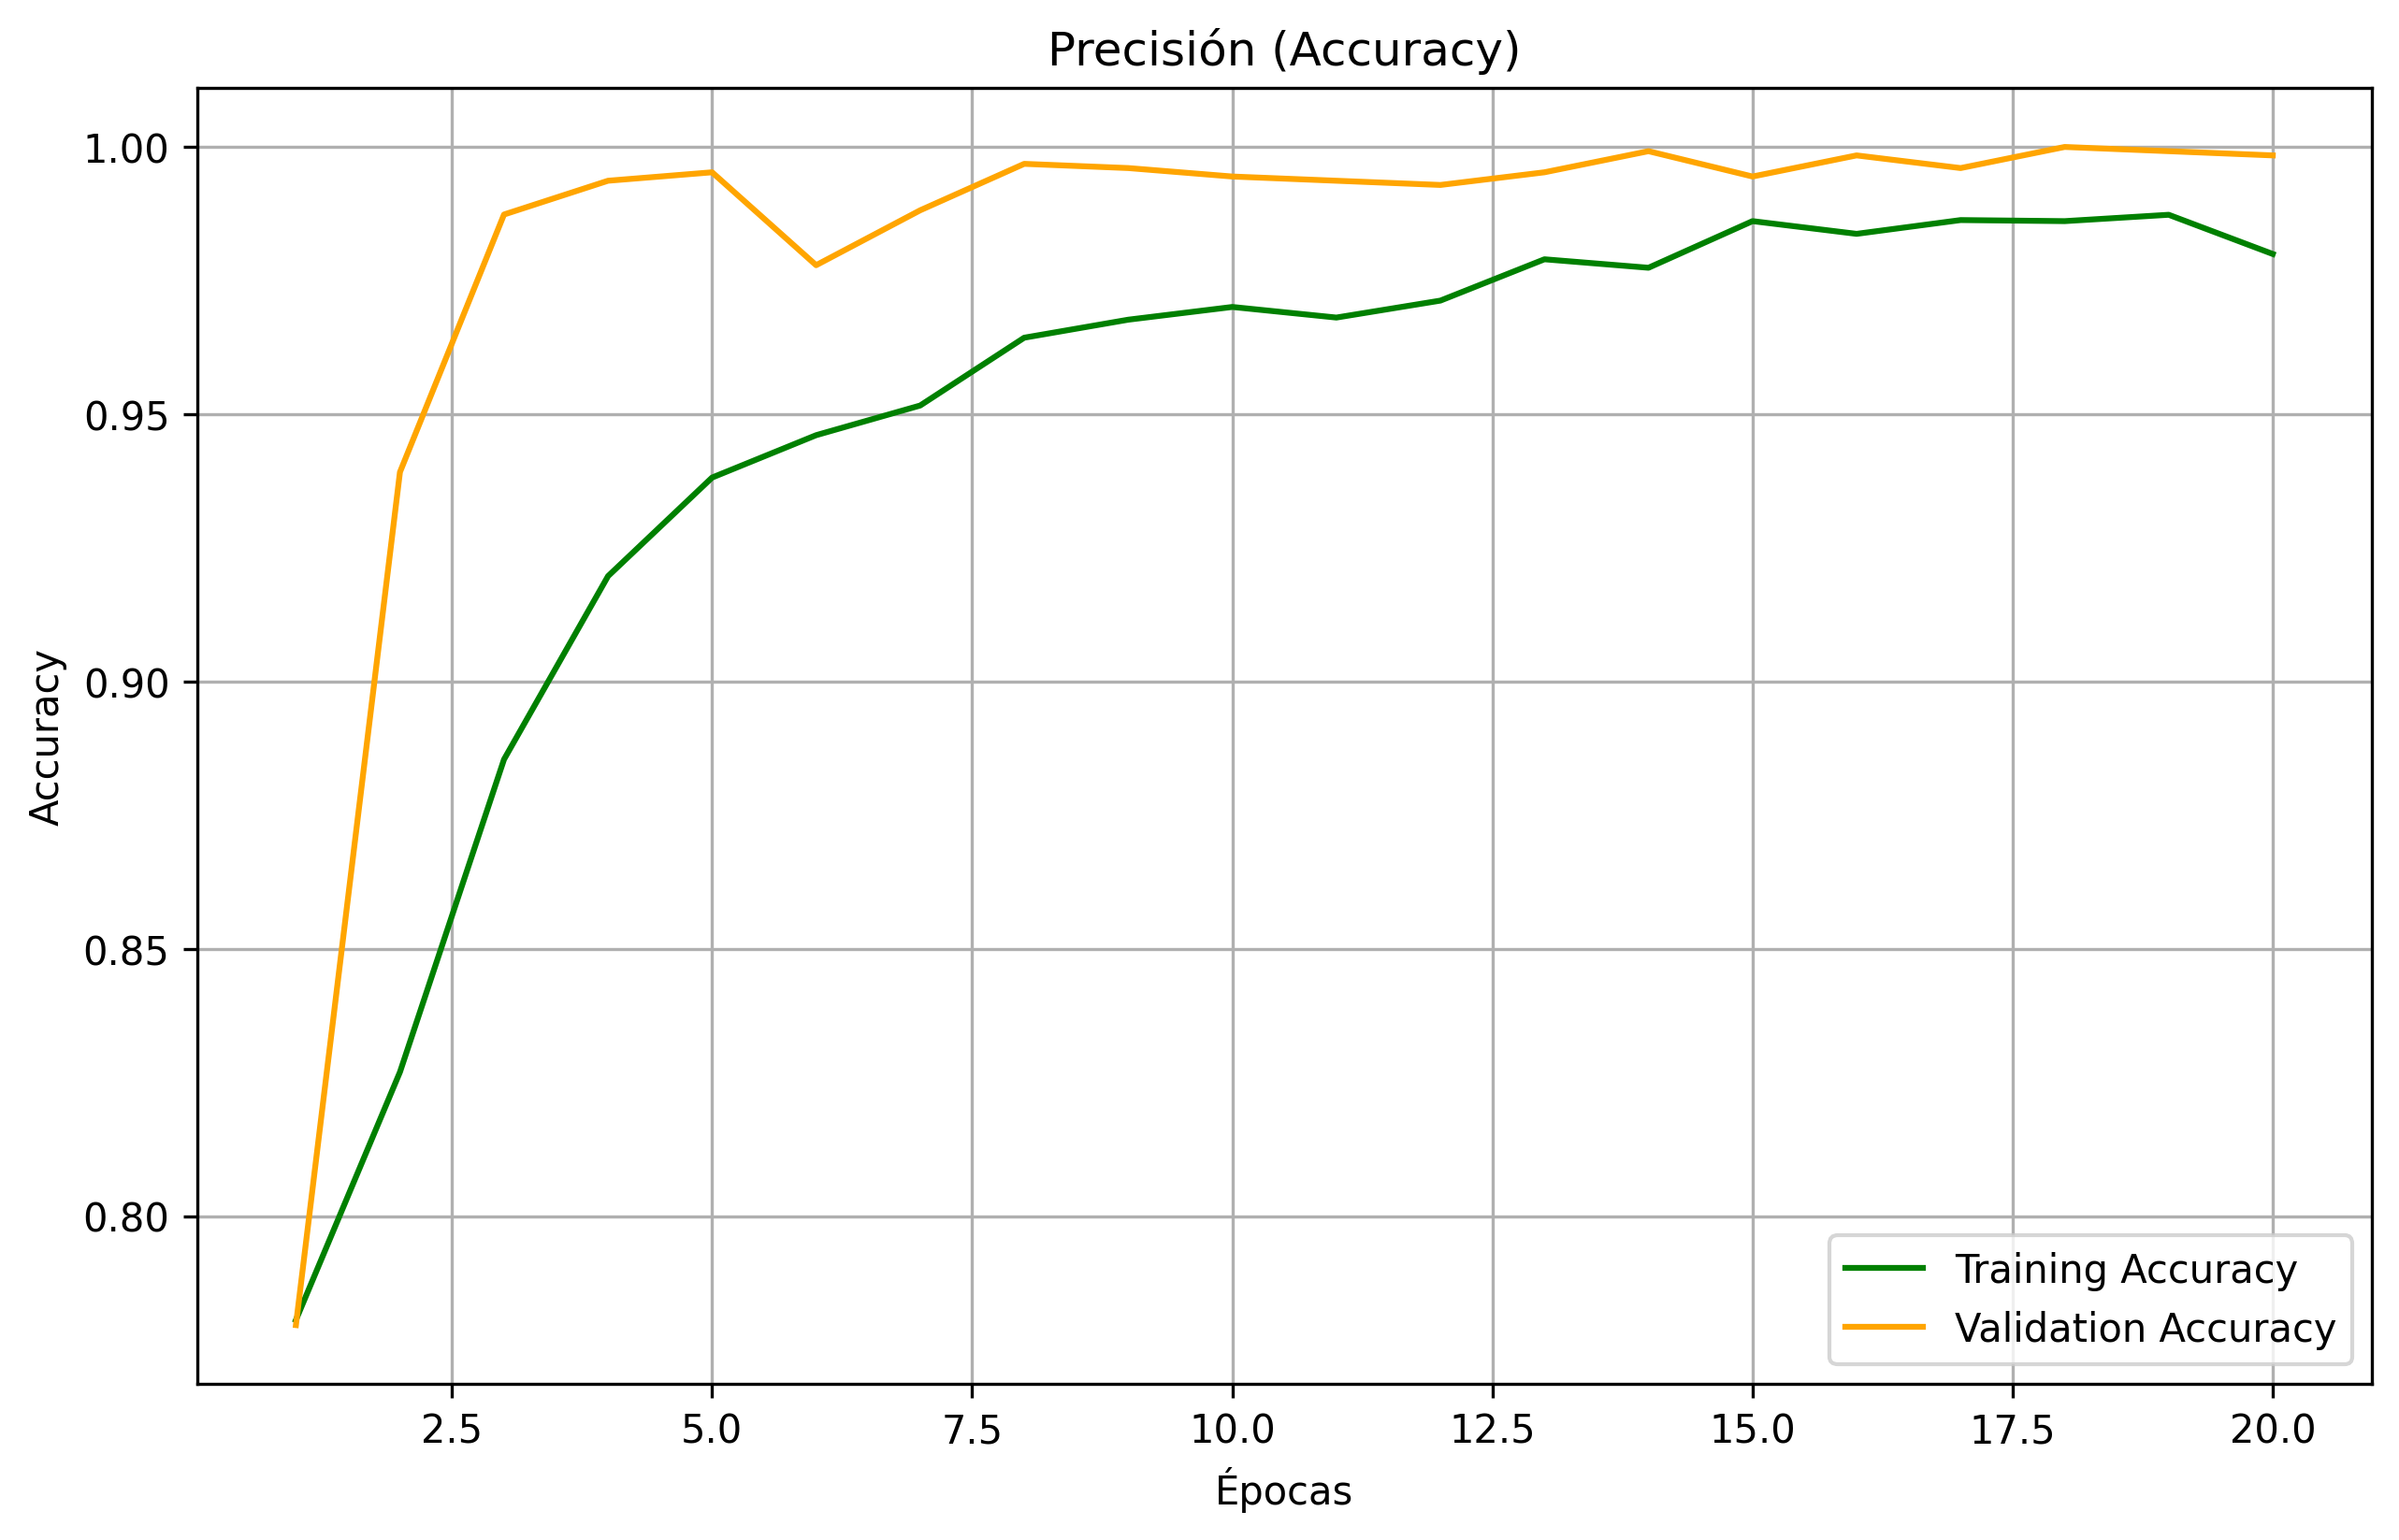 Precisión (Accuracy)
1.00
0.95
0.90
0.85
0.80
Accuracy
Training Accuracy
Validation Accuracy
2.5 5.0 7.5 10.0 12.5 15.0 17.5 20.0
Épocas